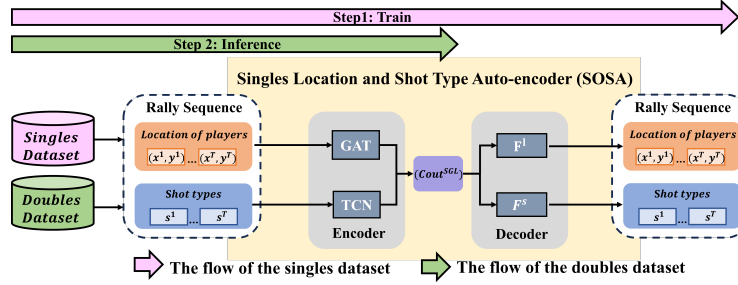 Step1: Train
Step 2: Inference
Singles Location and Shot Type Auto-encoder (SOSA)
Rally Sequence
Location of players
(x¹, y¹) ... (xᵀ, yᵀ)
Shot types
s¹ ... sᵀ
Singles
Dataset
Doubles
Dataset
GAT
TCN
Encoder
(Cout^SGL)
Fˡ
Fˢ
Decoder
Rally Sequence
Location of players
(x¹, y¹) ... (xᵀ, yᵀ)
Shot types
s¹ ... sᵀ
The flow of the singles dataset
The flow of the doubles dataset